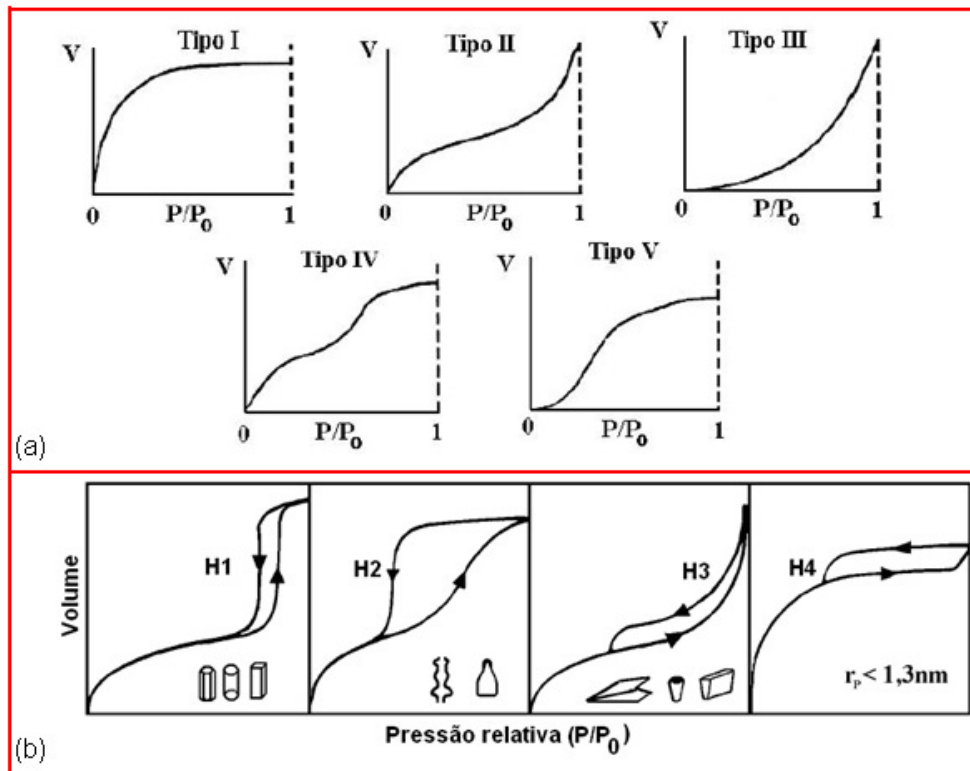 Tipo I
V
0
P/P0
1
Tipo II
V
0
P/P0
1
Tipo III
V
0
P/P0
1
Tipo IV
V
0
P/P0
1
Tipo V
V
0
P/P0
1
(a)
Volume
H1
H2
H3
H4
rP< 1,3nm
Pressão relativa (P/P0)
(b)